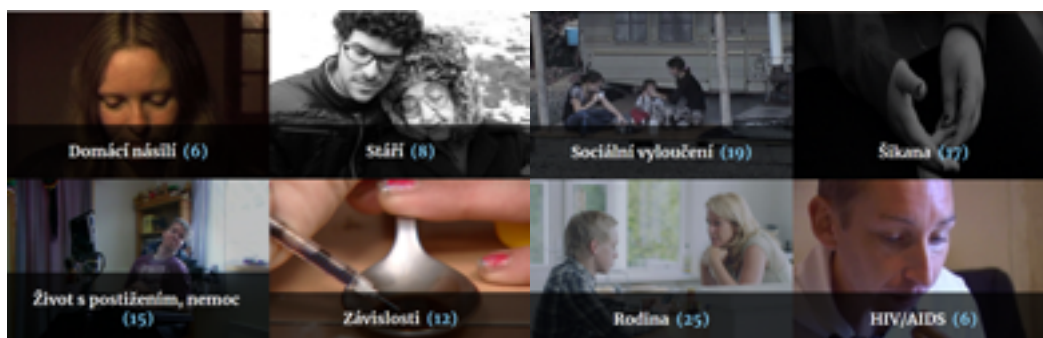 Domácí násilí (6)
Stáří (8)
Sociální vyloučení (19)
Šikana (17)
Život s postižením, nemoc
(15)
Závislosti (12)
Rodina (25)
HIV/AIDS (6)